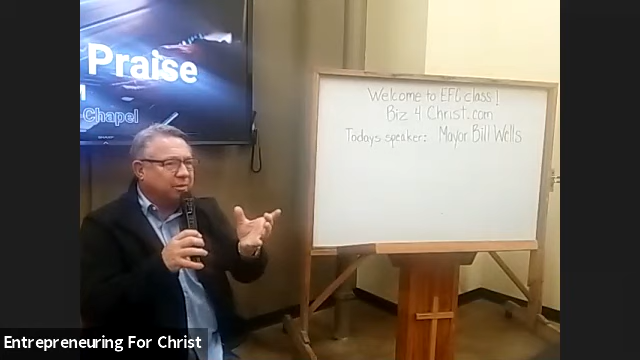 Praise
Chapel
Welcome to EFC class!
Biz 4 Christ.com
Todays speaker: Mayor Bill Wells
Entrepreneuring For Christ